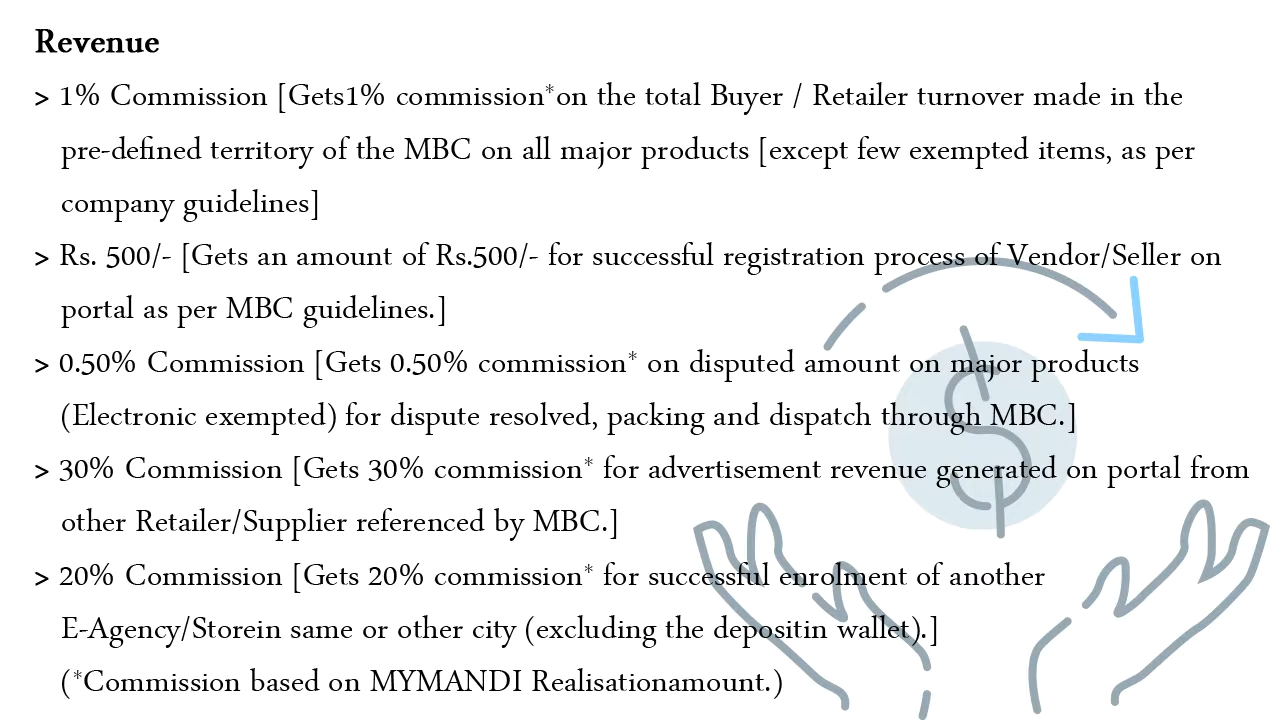 Revenue
> 1% Commission [Gets1% commission*on the total Buyer / Retailer turnover made in the
pre-defined territory of the MBC on all major products [except few exempted items, as per
company guidelines]
> Rs. 500/- [Gets an amount of Rs.500/- for successful registration process of Vendor/Seller on
portal as per MBC guidelines.]
> 0.50% Commission [Gets 0.50% commission* on disputed amount on major products
(Electronic exempted) for dispute resolved, packing and dispatch through MBC.]
> 30% Commission [Gets 30% commission* for advertisement revenue generated on portal from
other Retailer/Supplier referenced by MBC.]
> 20% Commission [Gets 20% commission* for successful enrolment of another
E-Agency/Storein same or other city (excluding the depositin wallet).]
(*Commission based on MYMANDI Realisationamount.)
$